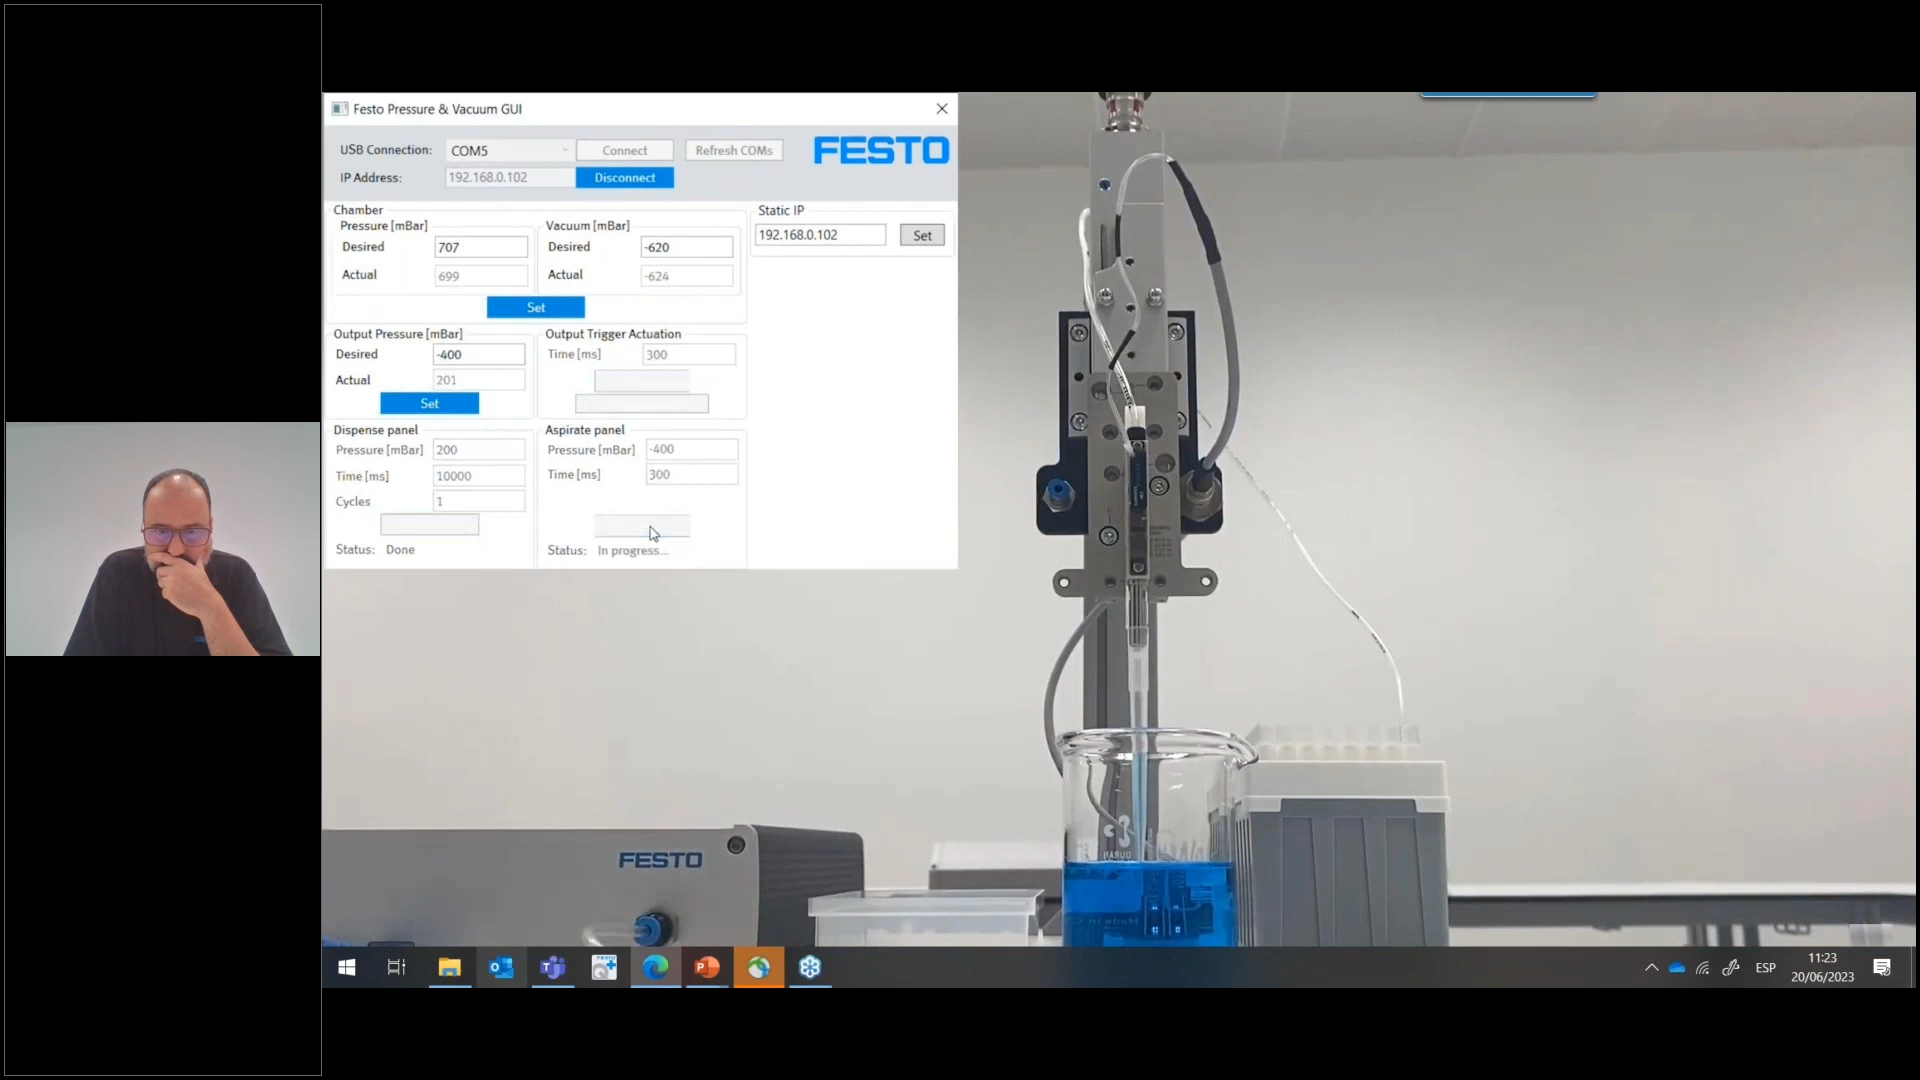 Festo Pressure & Vacuum GUI
USB Connection: COM5 Connect Refresh COMs
FESTO
IP Address: 192.168.0.102 Disconnect
Chamber
Pressure [mBar] Vacuum [mBar]
Desired 707 Desired -620
Actual 699 Actual -624
Set
Static IP
192.168.0.102 Set
Output Pressure [mBar]
Desired -400
Actual 201
Set
Output Trigger Actuation
Time [ms] 300
Dispense panel
Pressure [mBar] 200
Time [ms] 10000
Cycles 1
Status: Done
Aspirate panel
Pressure [mBar] -400
Time [ms] 300
Status: In progress...
FESTO
DURAN
ESP
11:23
20/06/2023